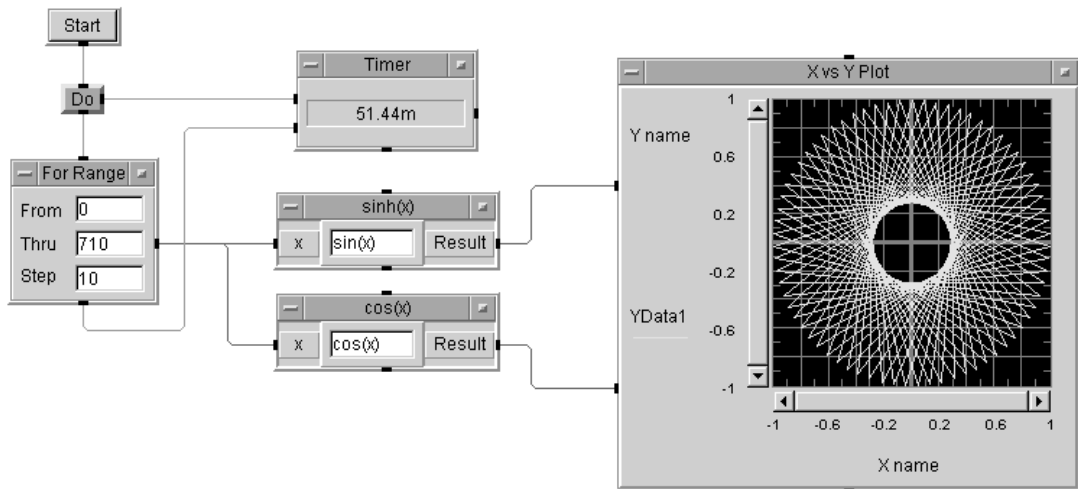 Start
Do
Timer
51.44m
For Range
From 0
Thru 710
Step 10
sinh(x)
x sin(x) Result
cos(x)
x cos(x) Result
X vs Y Plot
Y name
YData1
1
0.6
0.2
-0.2
-0.6
-1
-1 -0.6 -0.2 0.2 0.6 1
X name